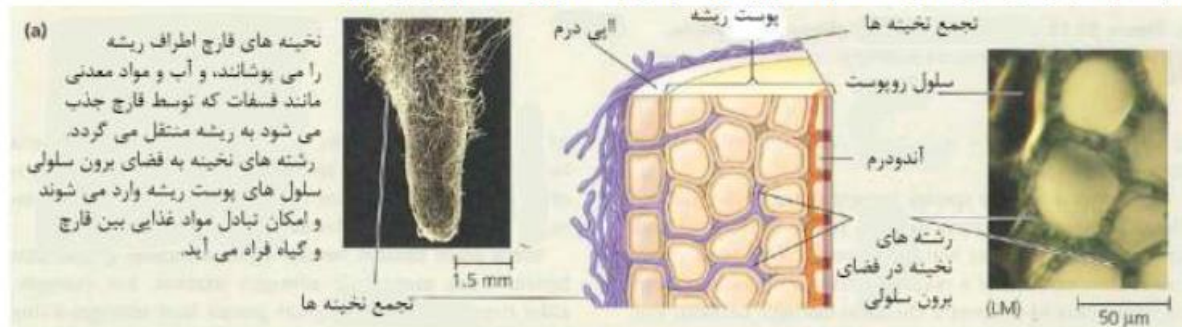 (a)
نخینه های قارچ اطراف ریشه
را می پوشانند، و آب و مواد معدنی
مانند فسفات که توسط قارچ جذب
می شود به ریشه منتقل می گردد.
رشته های نخینه به فضای برون سلولی
سلول های پوست ریشه وارد می شوند
و امکان تبادل مواد غذایی بین قارچ
و گیاه فراه می آید.
1.5 mm
تجمع نخینه ها
اپی درم
پوست ریشه
تجمع نخینه ها
سلول روپوست
آندودرم
رشته های
نخینه در فضای
برون سلولی
(LM)
50 µm